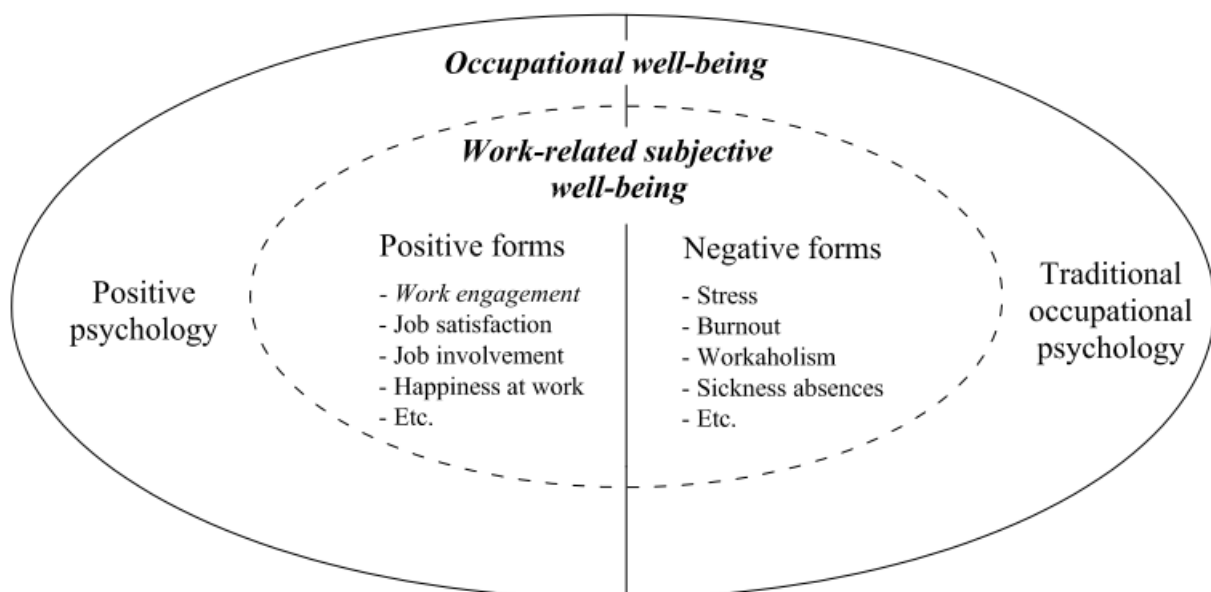 Occupational well-being
Work-related subjective
well-being
Positive
psychology
Positive forms
- Work engagement
- Job satisfaction
- Job involvement
- Happiness at work
- Etc.
Negative forms
- Stress
- Burnout
- Workaholism
- Sickness absences
- Etc.
Traditional
occupational
psychology